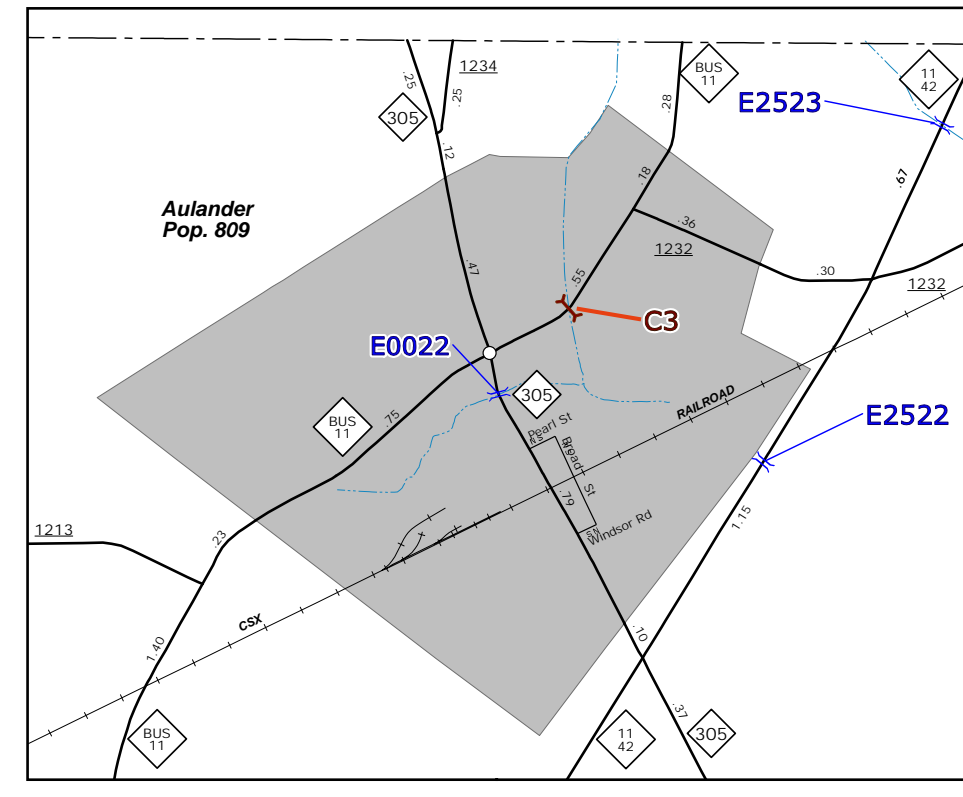 1234
.25
.25
305
BUS
11
.28
11
42
E2523
.12
.18
.67
Aulander
Pop. 809
.36
1232
.30
1232
.47
.55
C3
E0022
305
RAILROAD
BUS
11
.75
Pearl St
N S
Broad St
E2522
.79
Windsor Rd
S N
1.15
1213
.23
CSX
1.40
.10
.37
BUS
11
11
42
305